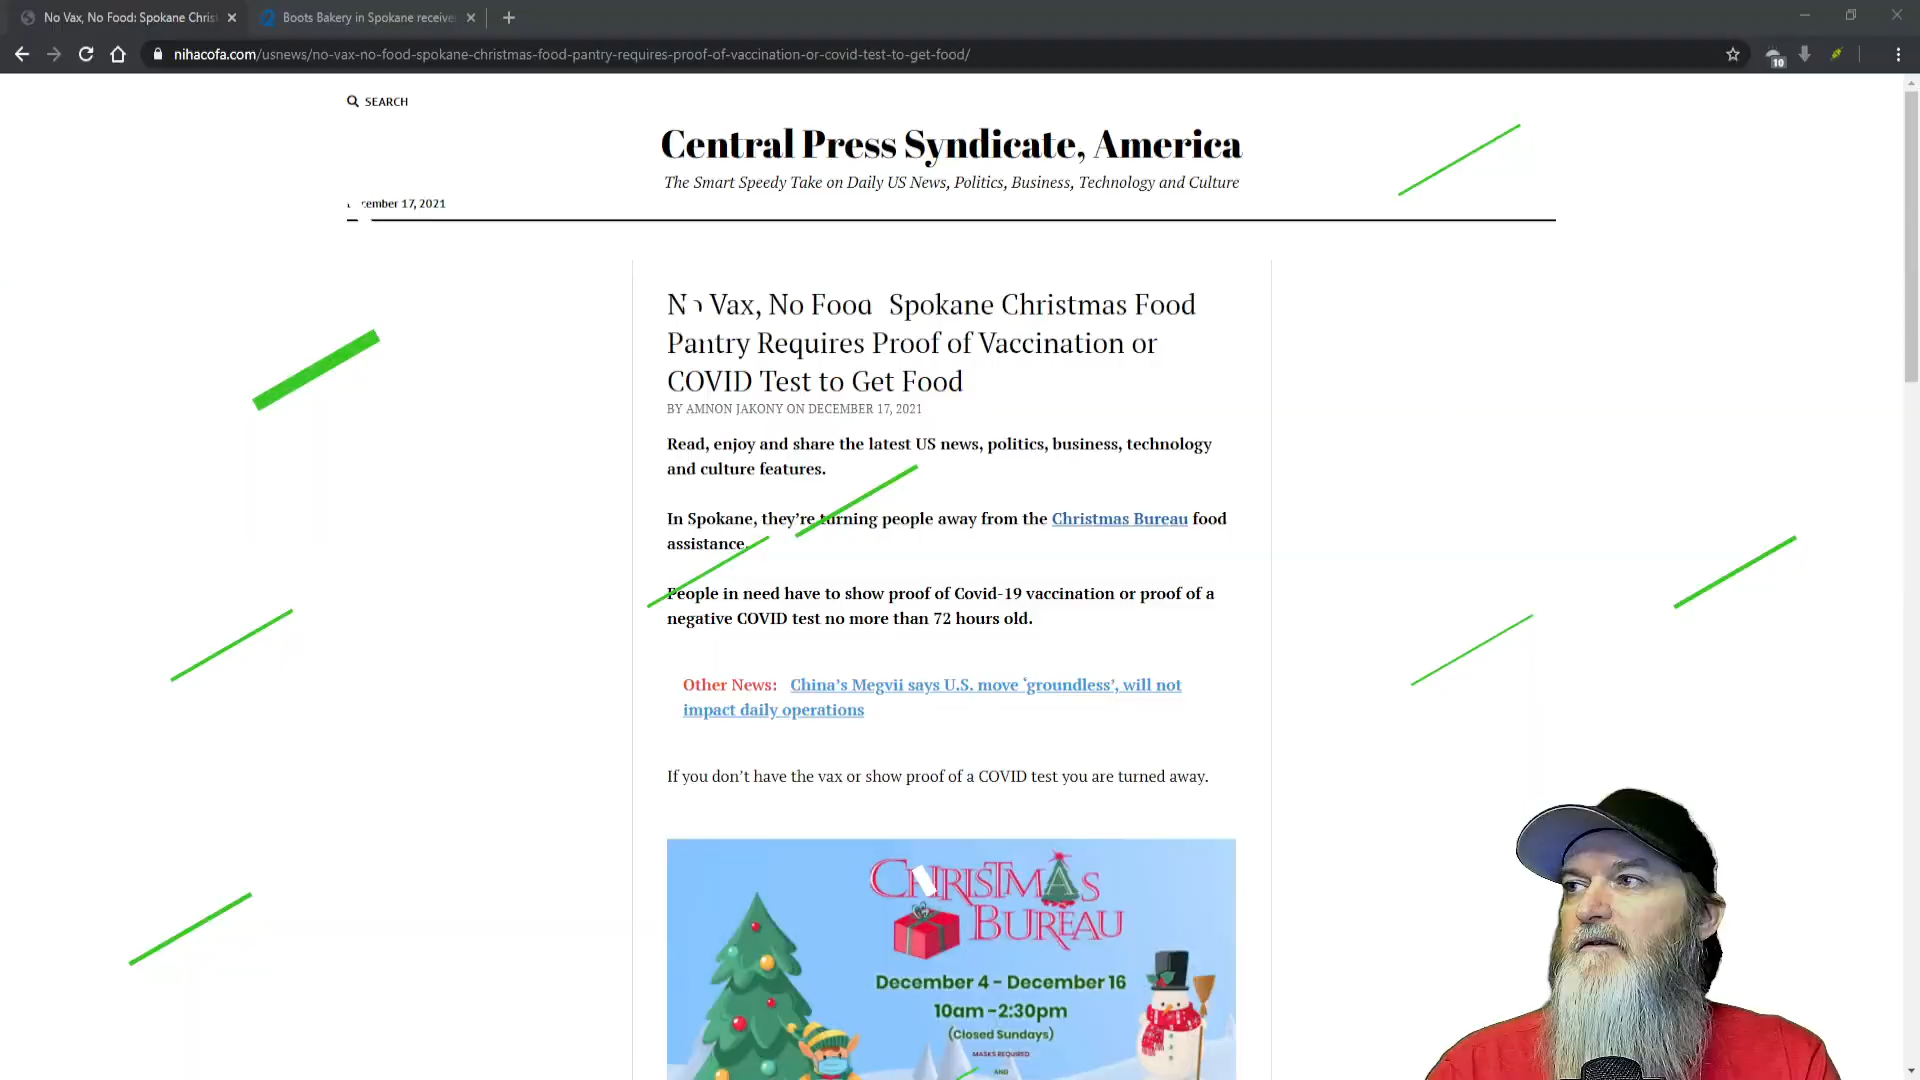 No Vax, No Food: Spokane Chris
Boots Bakery in Spokane receive
nihacofa.com/usnews/no-vax-no-food-spokane-christmas-food-pantry-requires-proof-of-vaccination-or-covid-test-to-get-food/
10
SEARCH
Central Press Syndicate, America
The Smart Speedy Take on Daily US News, Politics, Business, Technology and Culture
cember 17, 2021
No Vax, No Food Spokane Christmas Food
Pantry Requires Proof of Vaccination or
COVID Test to Get Food
BY AMNON JAKONY ON DECEMBER 17, 2021
Read, enjoy and share the latest US news, politics, business, technology
and culture features.
In Spokane, they're turning people away from the Christmas Bureau food
assistance.
People in need have to show proof of Covid-19 vaccination or proof of a
negative COVID test no more than 72 hours old.
Other News: China's Megvii says U.S. move ‘groundless’, will not
impact daily operations
If you don't have the vax or show proof of a COVID test you are turned away.
CHRISTMAS
BUREAU
December 4 - December 16
10am -2:30pm
(Closed Sundays)
MASKS REQUIRED
AND